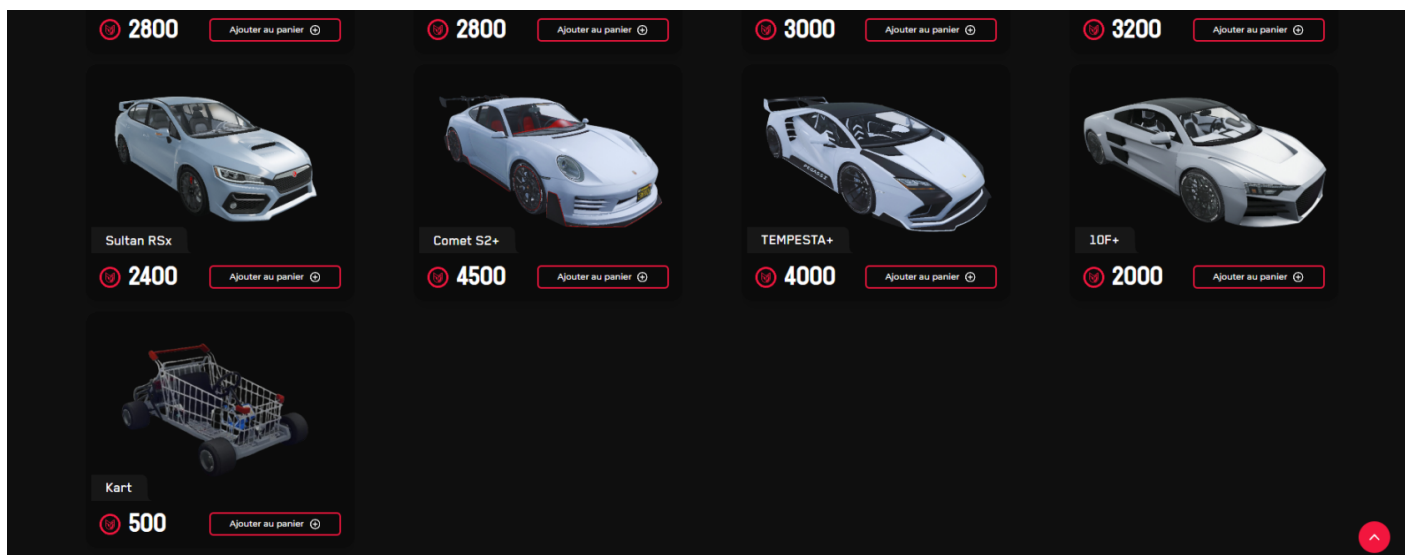 2800 Ajouter au panier 2800 Ajouter au panier 3000 Ajouter au panier 3200 Ajouter au panier
Sultan RSx Comet S2+ TEMPESTA+ 10F+
2400 Ajouter au panier 4500 Ajouter au panier 4000 Ajouter au panier 2000 Ajouter au panier
Kart
500 Ajouter au panier